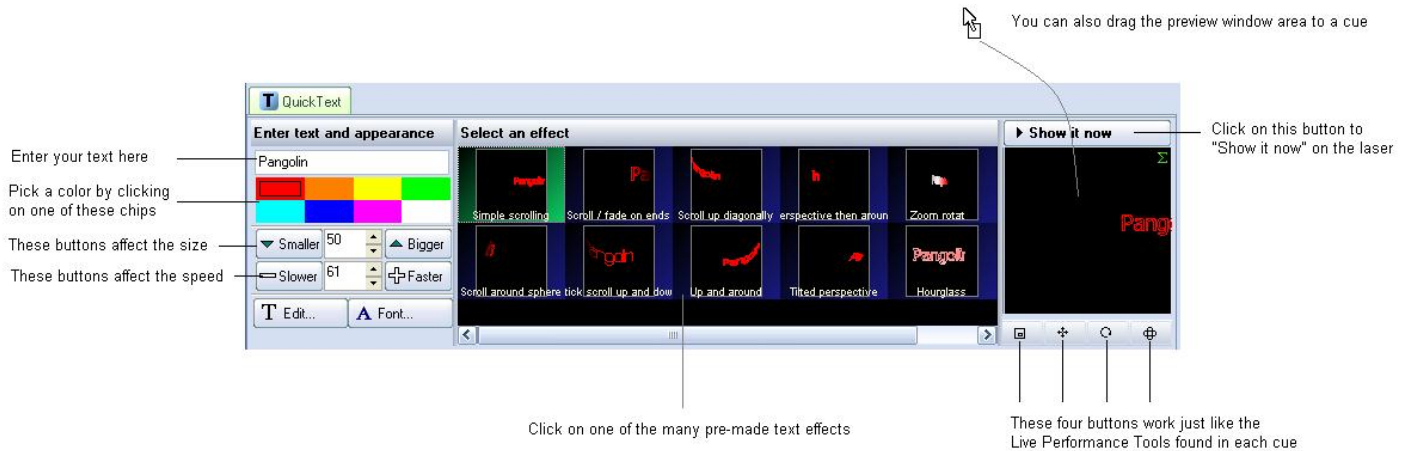 You can also drag the preview window area to a cue
T QuickText
Enter text and appearance
Select an effect
Show it now
Click on this button to
"Show it now" on the laser
Enter your text here
Pangolin
Pick a color by clicking
on one of these chips
Σ
Simple scrolling
Scroll / fade on ends
Scroll up diagonally
erspective then aroun
Zoom rotat
These buttons affect the size
Smaller 50 Bigger
These buttons affect the speed
Slower 61 Faster
Scroll around sphere
tick scroll up and dow
Up and around
Titted perspective
Hourglass
T Edit...
A Font...
Click on one of the many pre-made text effects
These four buttons work just like the
Live Performance Tools found in each cue